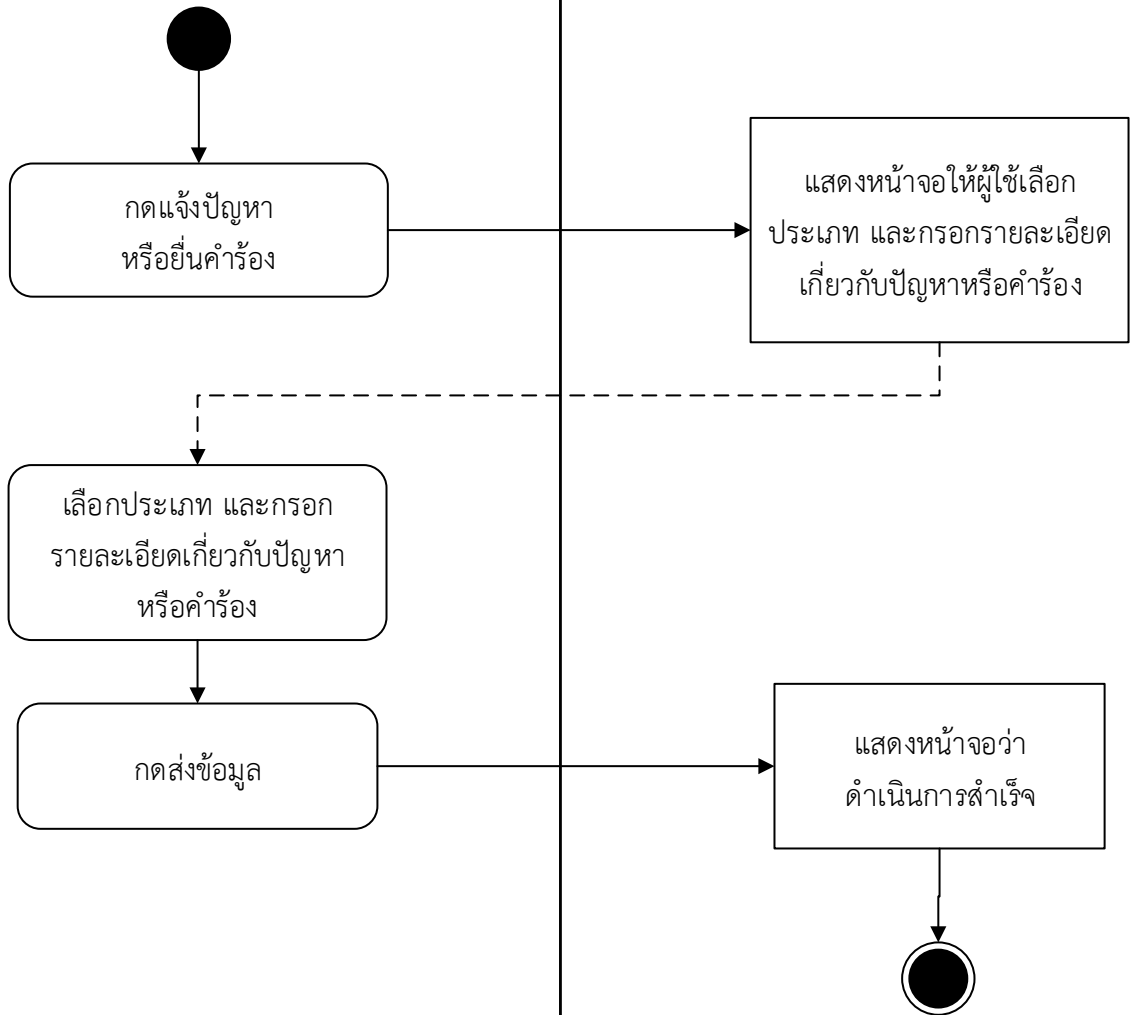 กดแจ้งปัญหา
หรือยื่นคำร้อง
แสดงหน้าจอให้ผู้ใช้เลือก
ประเภท และกรอกรายละเอียด
เกี่ยวกับปัญหาหรือคำร้อง
เลือกประเภท และกรอก
รายละเอียดเกี่ยวกับปัญหา
หรือคำร้อง
กดส่งข้อมูล
แสดงหน้าจอว่า
ดำเนินการสำเร็จ